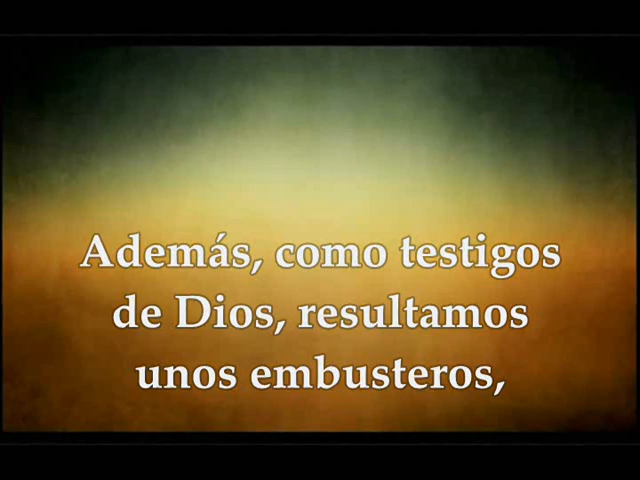 Además, como testigos
de Dios, resultamos
unos embusteros,